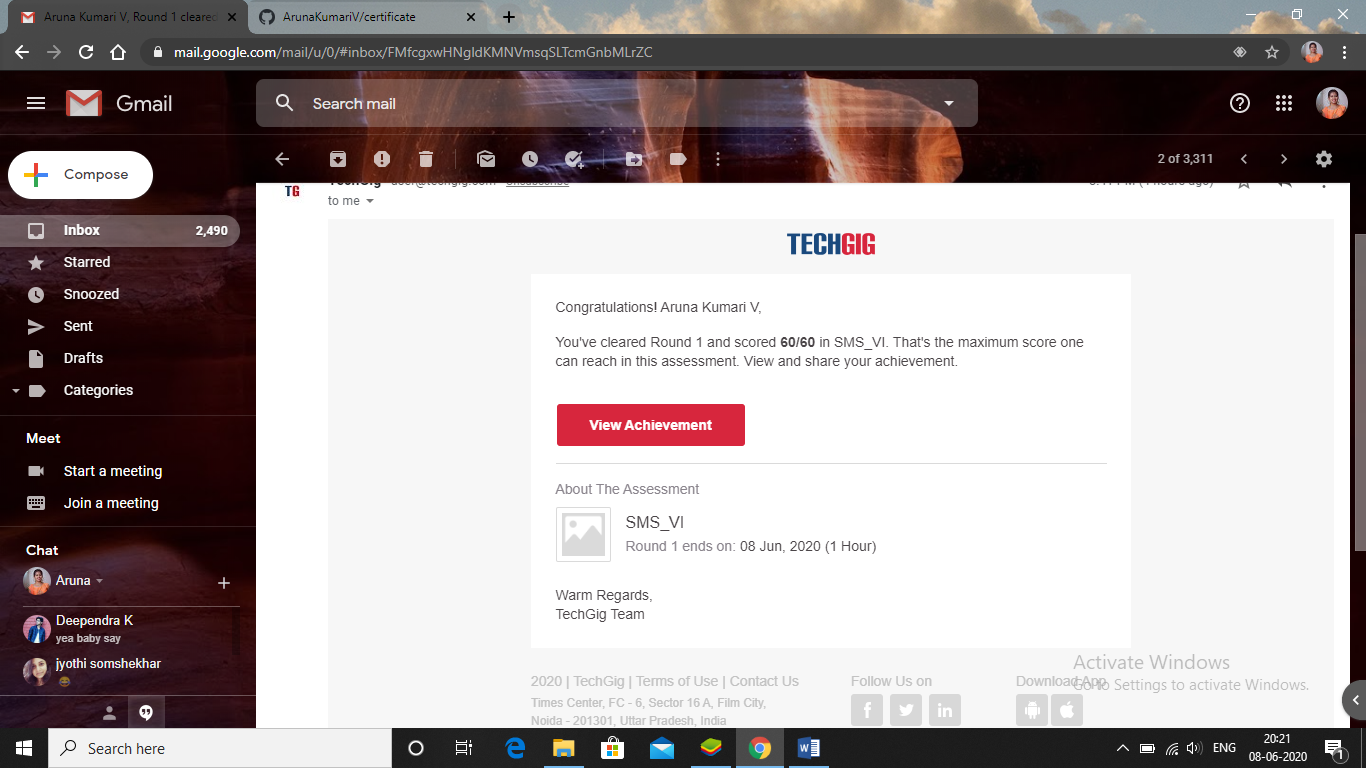 Aruna Kumari V, Round 1 cleared
ArunaKumariV/certificate
mail.google.com/mail/u/0/#inbox/FMfcgxwHNgldKMNVmsqSLTcmGnbMLrZC
Gmail
Search mail
Compose
2 of 3,311
Inbox 2,490
Starred
Snoozed
Sent
Drafts
Categories
Meet
Start a meeting
Join a meeting
Chat
Aruna
Deependra K
yea baby say
jyothi somshekhar
TG
to me
TECHGIG
Congratulations! Aruna Kumari V,
You've cleared Round 1 and scored 60/60 in SMS_VI. That's the maximum score one
can reach in this assessment. View and share your achievement.
View Achievement
About The Assessment
SMS_VI
Round 1 ends on: 08 Jun, 2020 (1 Hour)
Warm Regards,
TechGig Team
2020 | TechGig | Terms of Use | Contact Us
Times Center, FC - 6, Sector 16 A, Film City,
Noida - 201301, Uttar Pradesh, India
Follow Us on
Download App
Activate Windows
Go to Settings to activate Windows.
Search here
ENG
20:21
08-06-2020
1